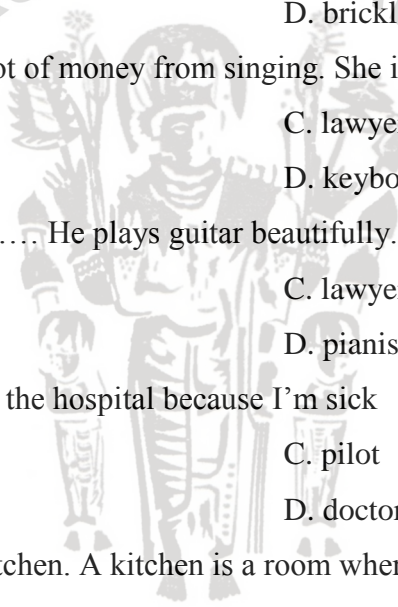 D. brickl
ot of money from singing. She i
C. lawye
D. keybo
…. He plays guitar beautifully.
C. lawye
D. pianis
the hospital because I'm sick
C. pilot
D. doctor
tchen. A kitchen is a room wher